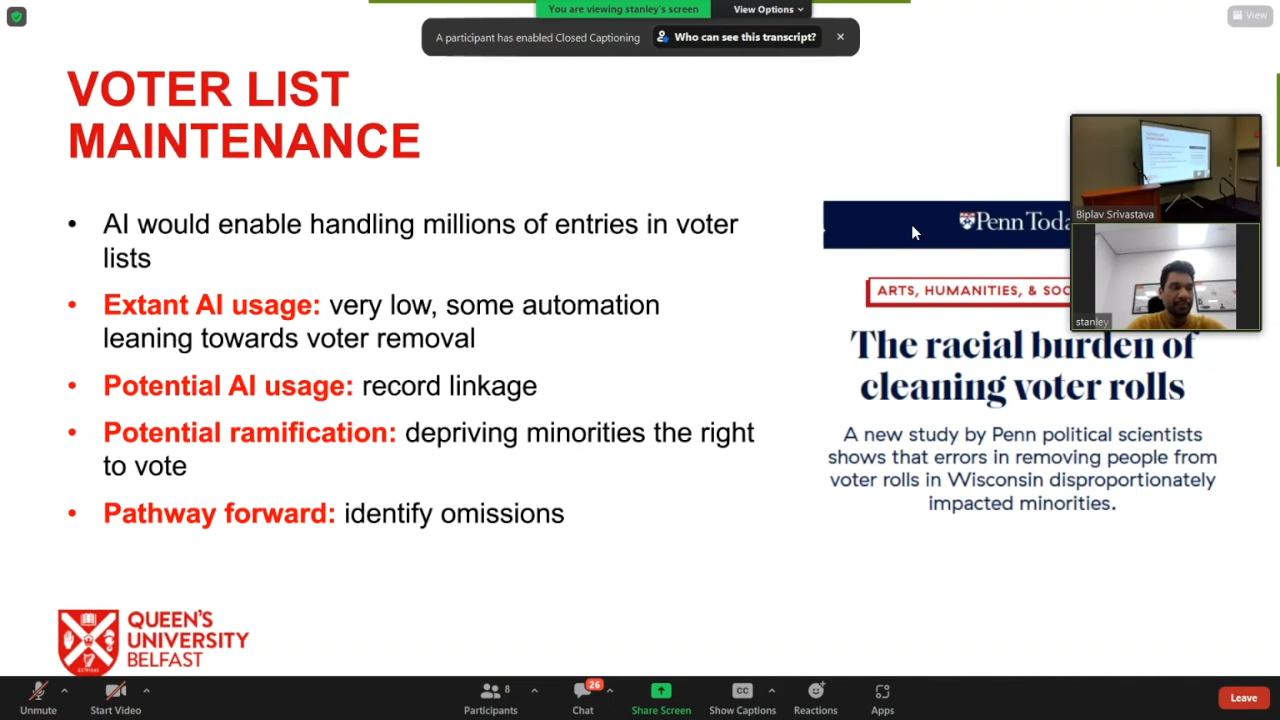 You are viewing stanley's screen
View Options
View
A participant has enabled Closed Captioning
Who can see this transcript?
VOTER LIST
MAINTENANCE
• AI would enable handling millions of entries in voter
lists
• Extant AI usage: very low, some automation
leaning towards voter removal
• Potential AI usage: record linkage
• Potential ramification: depriving minorities the right
to vote
• Pathway forward: identify omissions
Penn Toda
ARTS, HUMANITIES, & SOC
The racial burden of
cleaning voter rolls
A new study by Penn political scientists
shows that errors in removing people from
voter rolls in Wisconsin disproportionately
impacted minorities.
Biplav Srivastava
stanley
QUEEN'S
UNIVERSITY
BELFAST
Unmute
Start Video
Participants
8
Chat
26
Share Screen
CC
Show Captions
Reactions
Apps
Leave